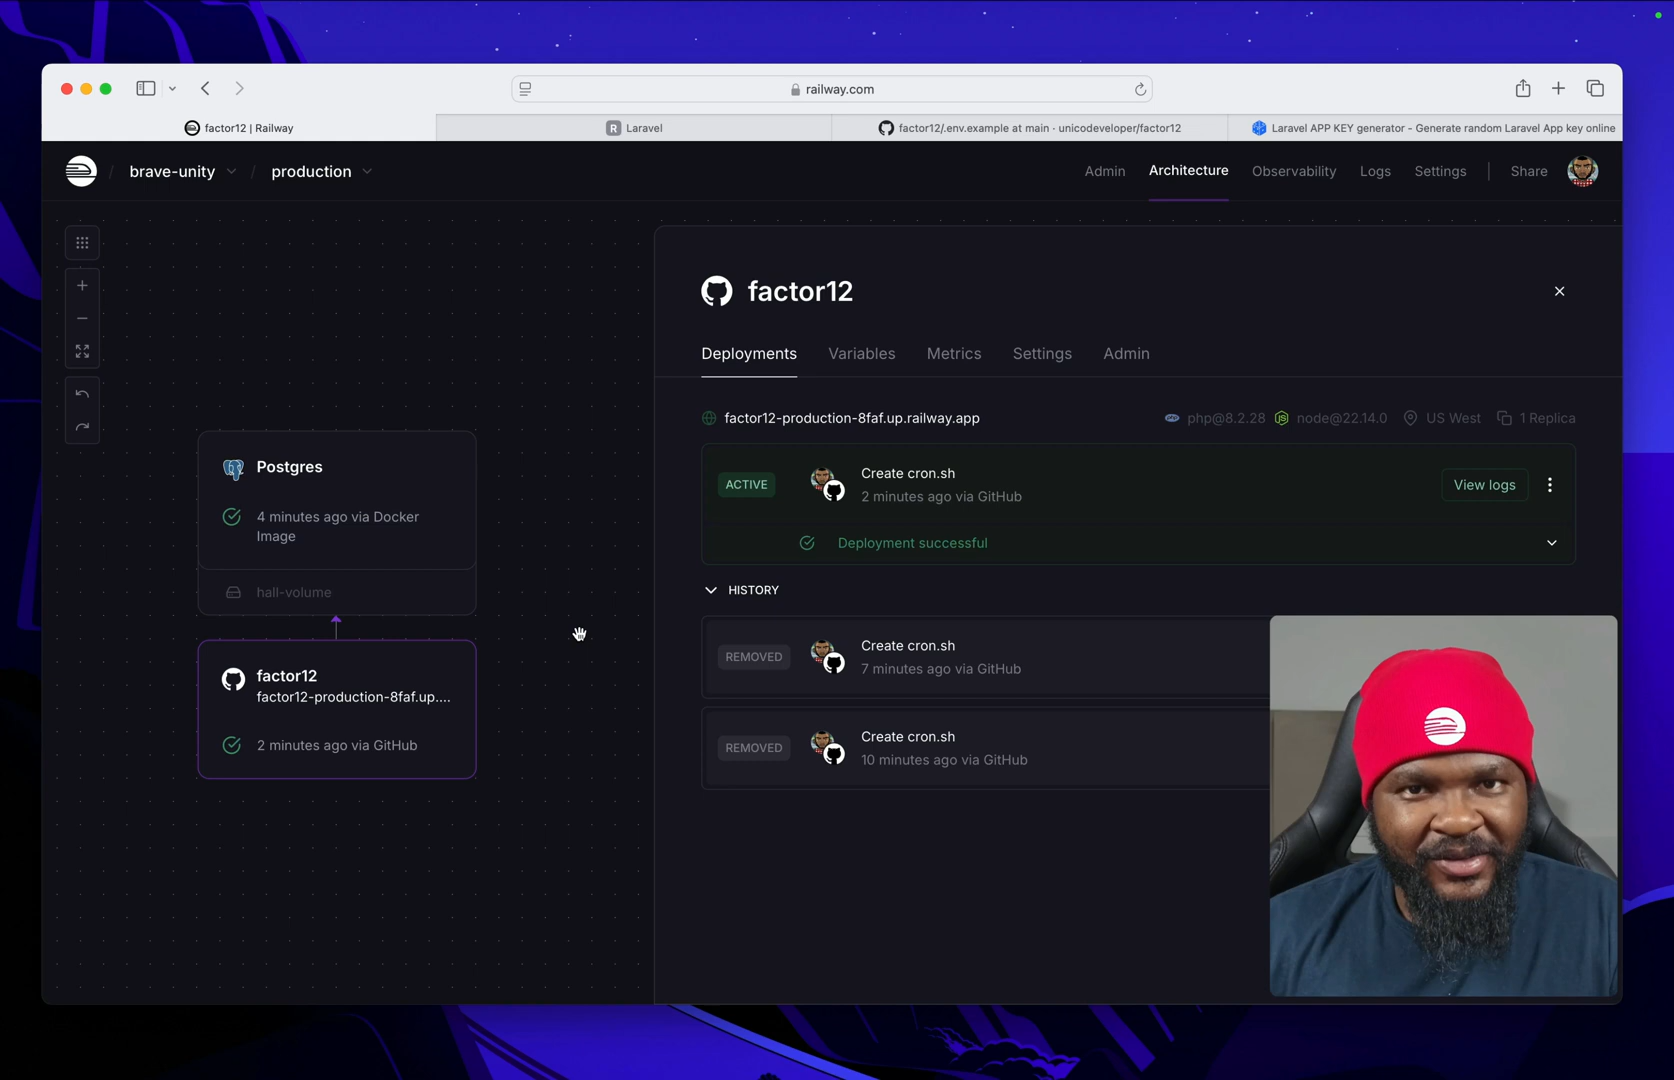 railway.com
factor12 | Railway
R Laravel
factor12/.env.example at main · unicodeveloper/factor12
Laravel APP KEY generator - Generate random Laravel App key online
/ brave-unity / production
Admin Architecture Observability Logs Settings | Share
factor12
Deployments Variables Metrics Settings Admin
factor12-production-8faf.up.railway.app
php@8.2.28 node@22.14.0 US West 1 Replica
ACTIVE
Create cron.sh
2 minutes ago via GitHub
View logs
Deployment successful
HISTORY
REMOVED
Create cron.sh
7 minutes ago via GitHub
REMOVED
Create cron.sh
10 minutes ago via GitHub
Postgres
4 minutes ago via Docker
Image
hall-volume
factor12
factor12-production-8faf.up....
2 minutes ago via GitHub